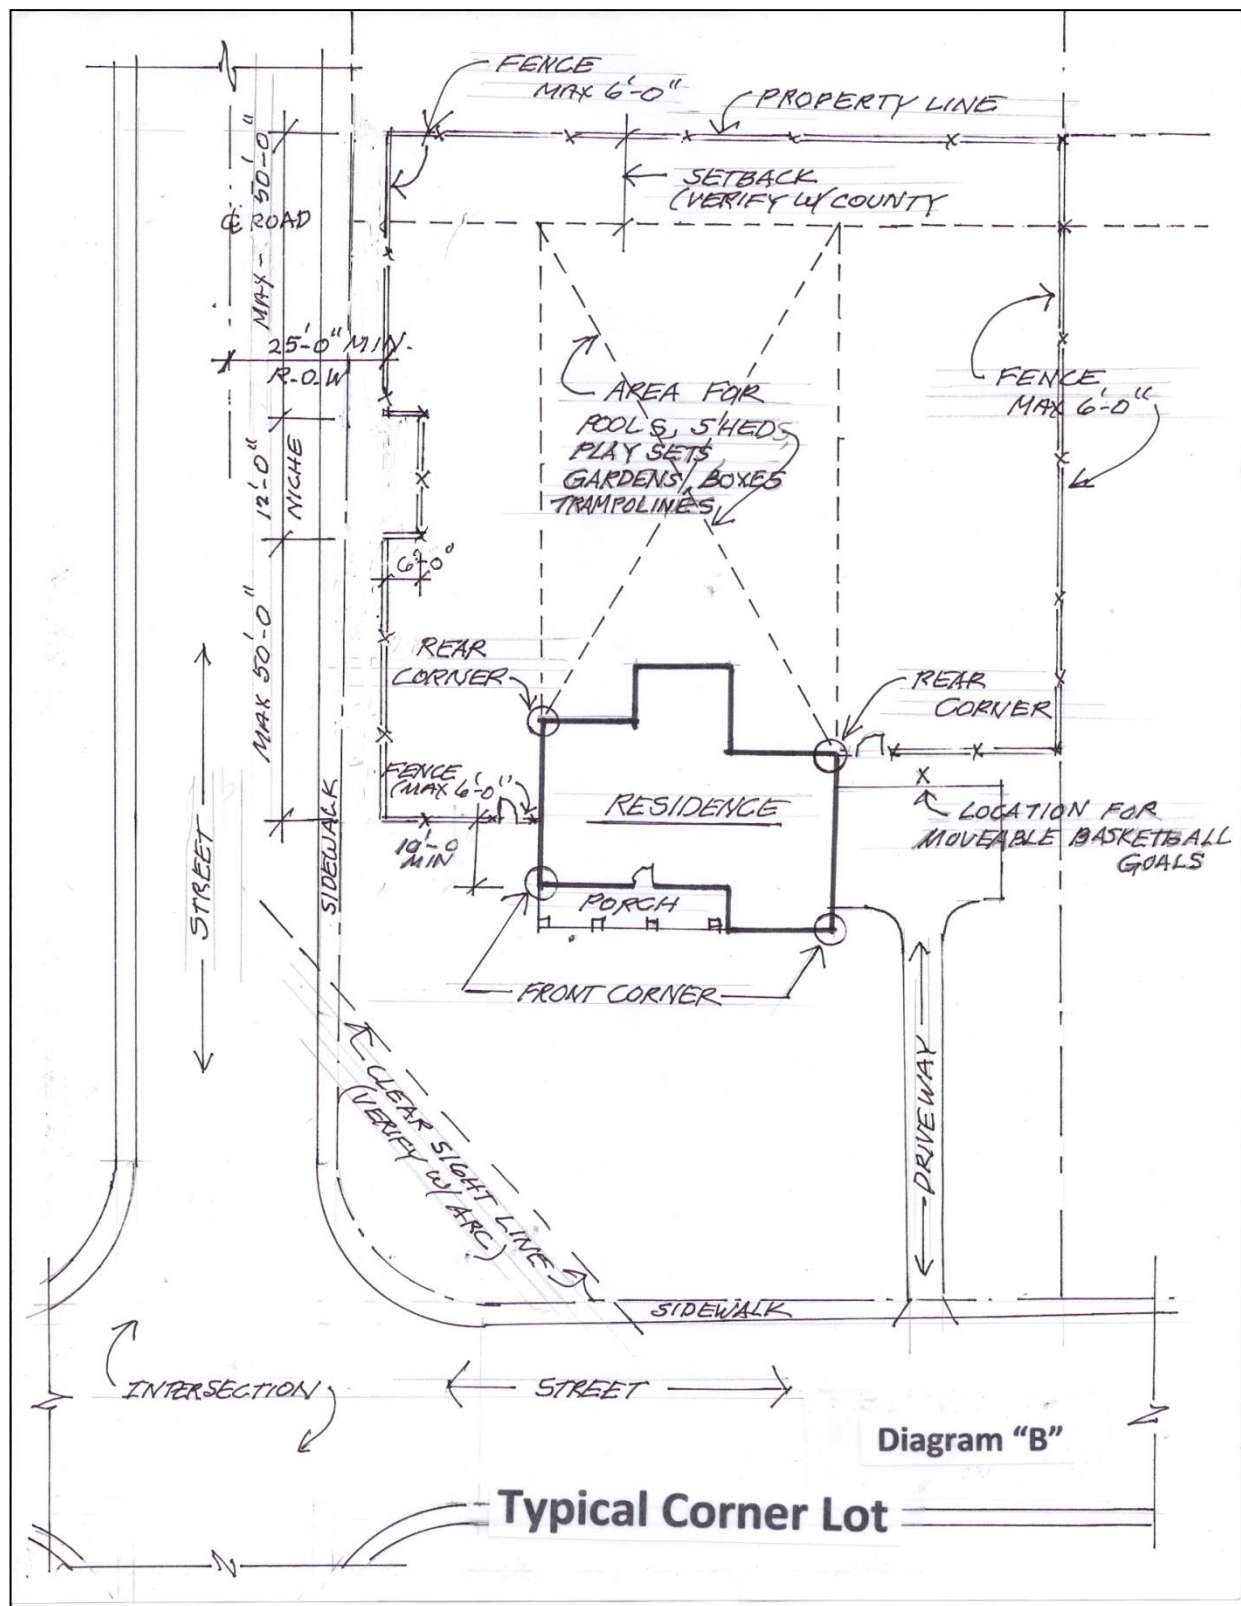 FENCE
MAX 6'-0"
PROPERTY LINE
SETBACK
(VERIFY W/ COUNTY
MAX - 50'-0"
℄ ROAD
25'-0" MIN.
R.O.W
12'-0"
NICHE
AREA FOR
POOLS, SHEDS,
PLAY SETS
GARDENS, BOXES
TRAMPOLINES,
FENCE
MAX 6'-0"
6'-0"
MAX 50'-0"
REAR
CORNER
REAR
CORNER
FENCE
(MAX 6'-0")
10'-0
MIN
RESIDENCE
LOCATION FOR
MOVEABLE BASKETBALL
GOALS
X
PORCH
FRONT CORNER
STREET
SIDEWALK
CLEAR SIGHT LINE
(VERIFY W/ ARC)
DRIVEWAY
SIDEWALK
INTERSECTION
STREET
Diagram “B”
Typical Corner Lot